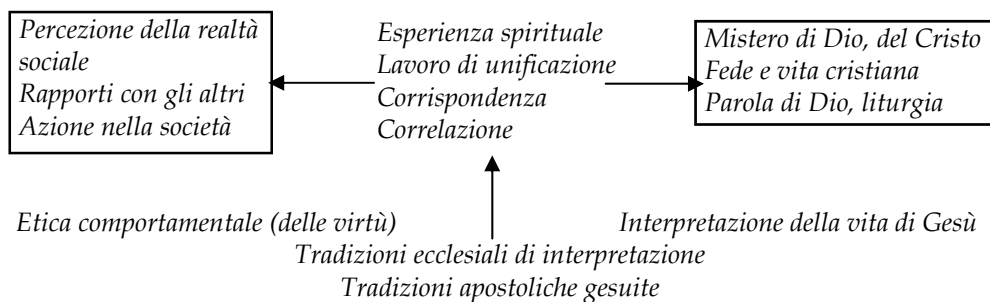 Percezione della realtà
sociale
Rapporti con gli altri
Azione nella società
Esperienza spirituale
Lavoro di unificazione
Corrispondenza
Correlazione
Mistero di Dio, del Cristo
Fede e vita cristiana
Parola di Dio, liturgia
Etica comportamentale (delle virtù)
Interpretazione della vita di Gesù
Tradizioni ecclesiali di interpretazione
Tradizioni apostoliche gesuite